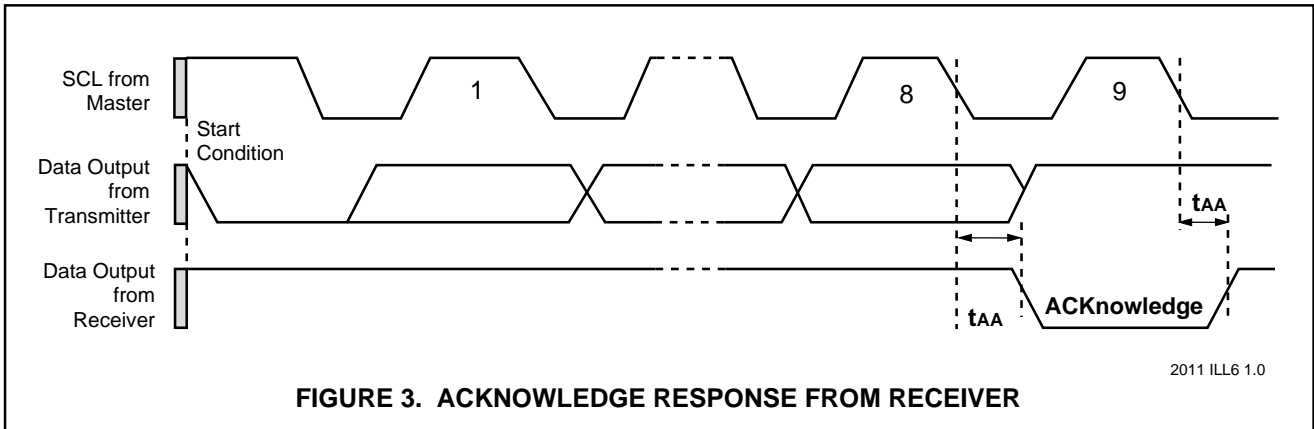 SCL from
Master
1
8
9
Start
Condition
Data Output
from
Transmitter
tAA
Data Output
from
Receiver
tAA
ACKnowledge
2011 ILL6 1.0
FIGURE 3. ACKNOWLEDGE RESPONSE FROM RECEIVER